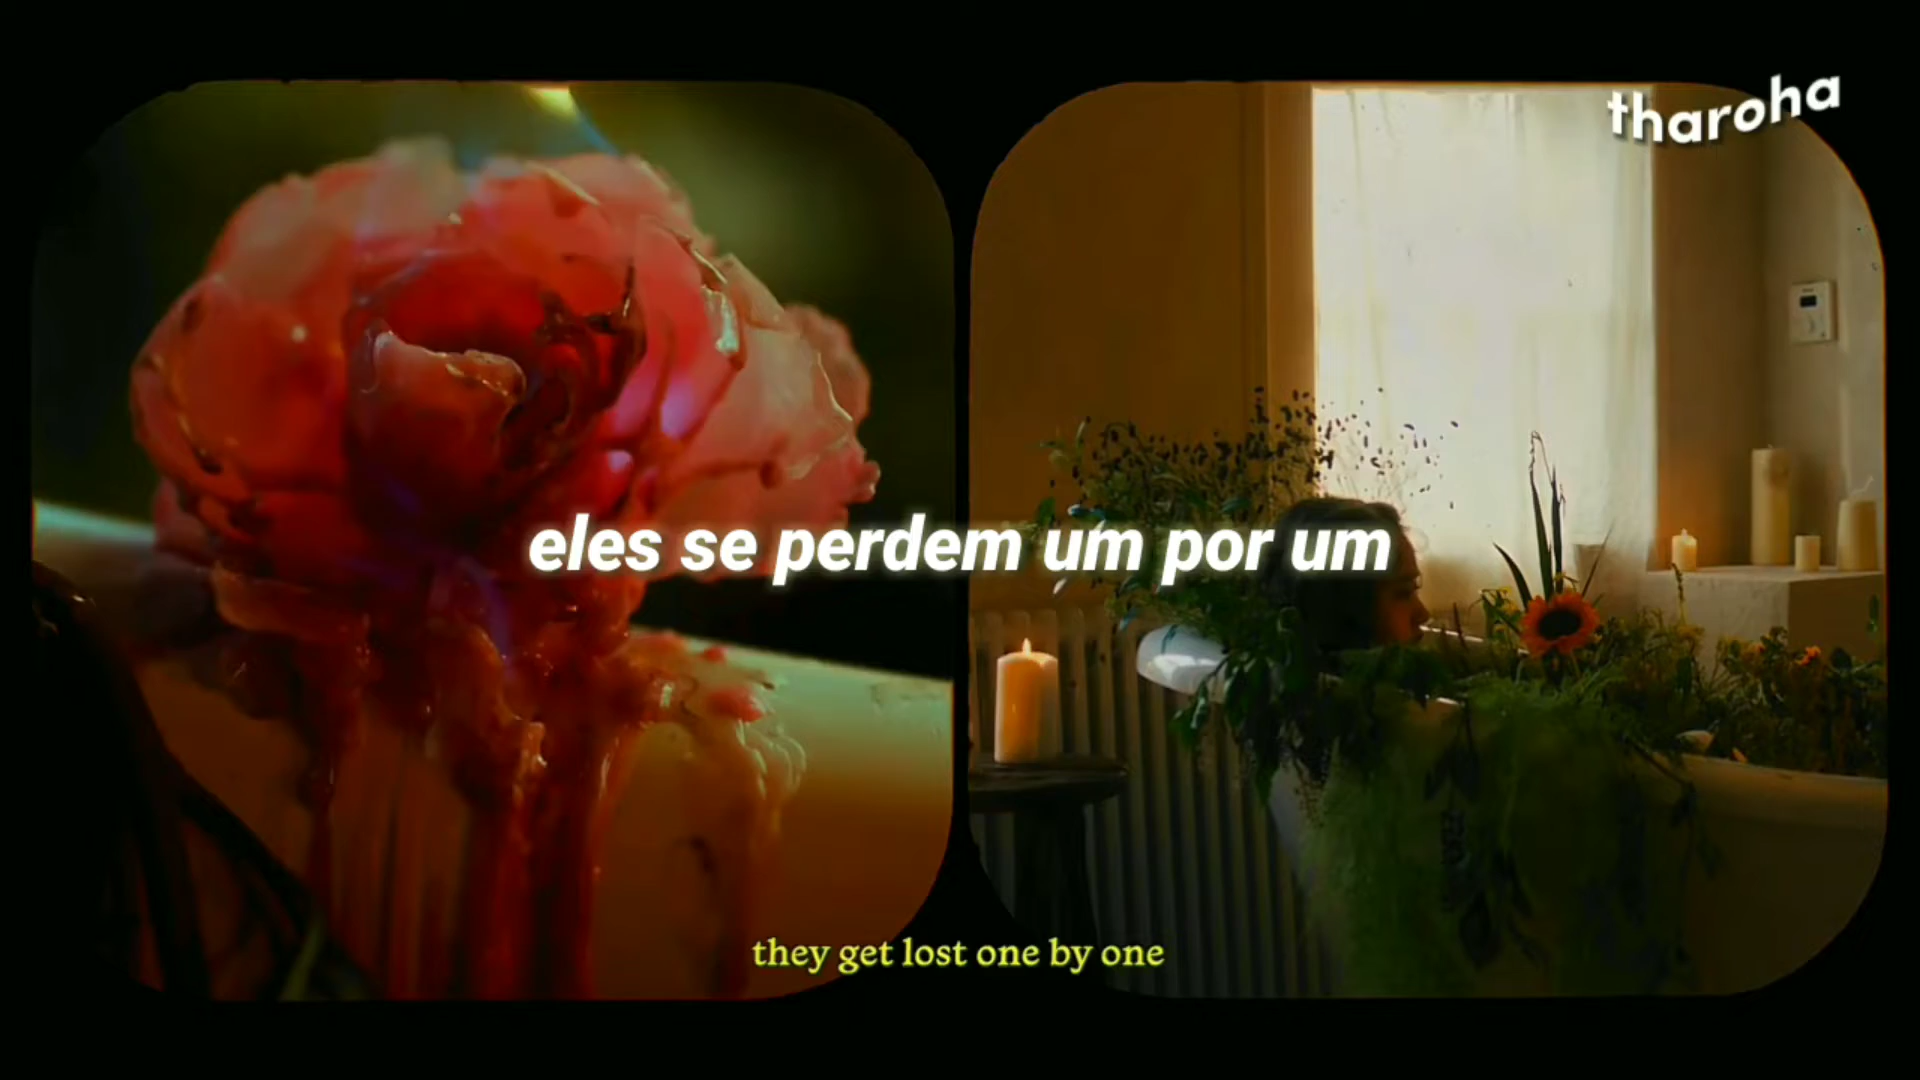 tharoha
eles se perdem um por um
they get lost one by one